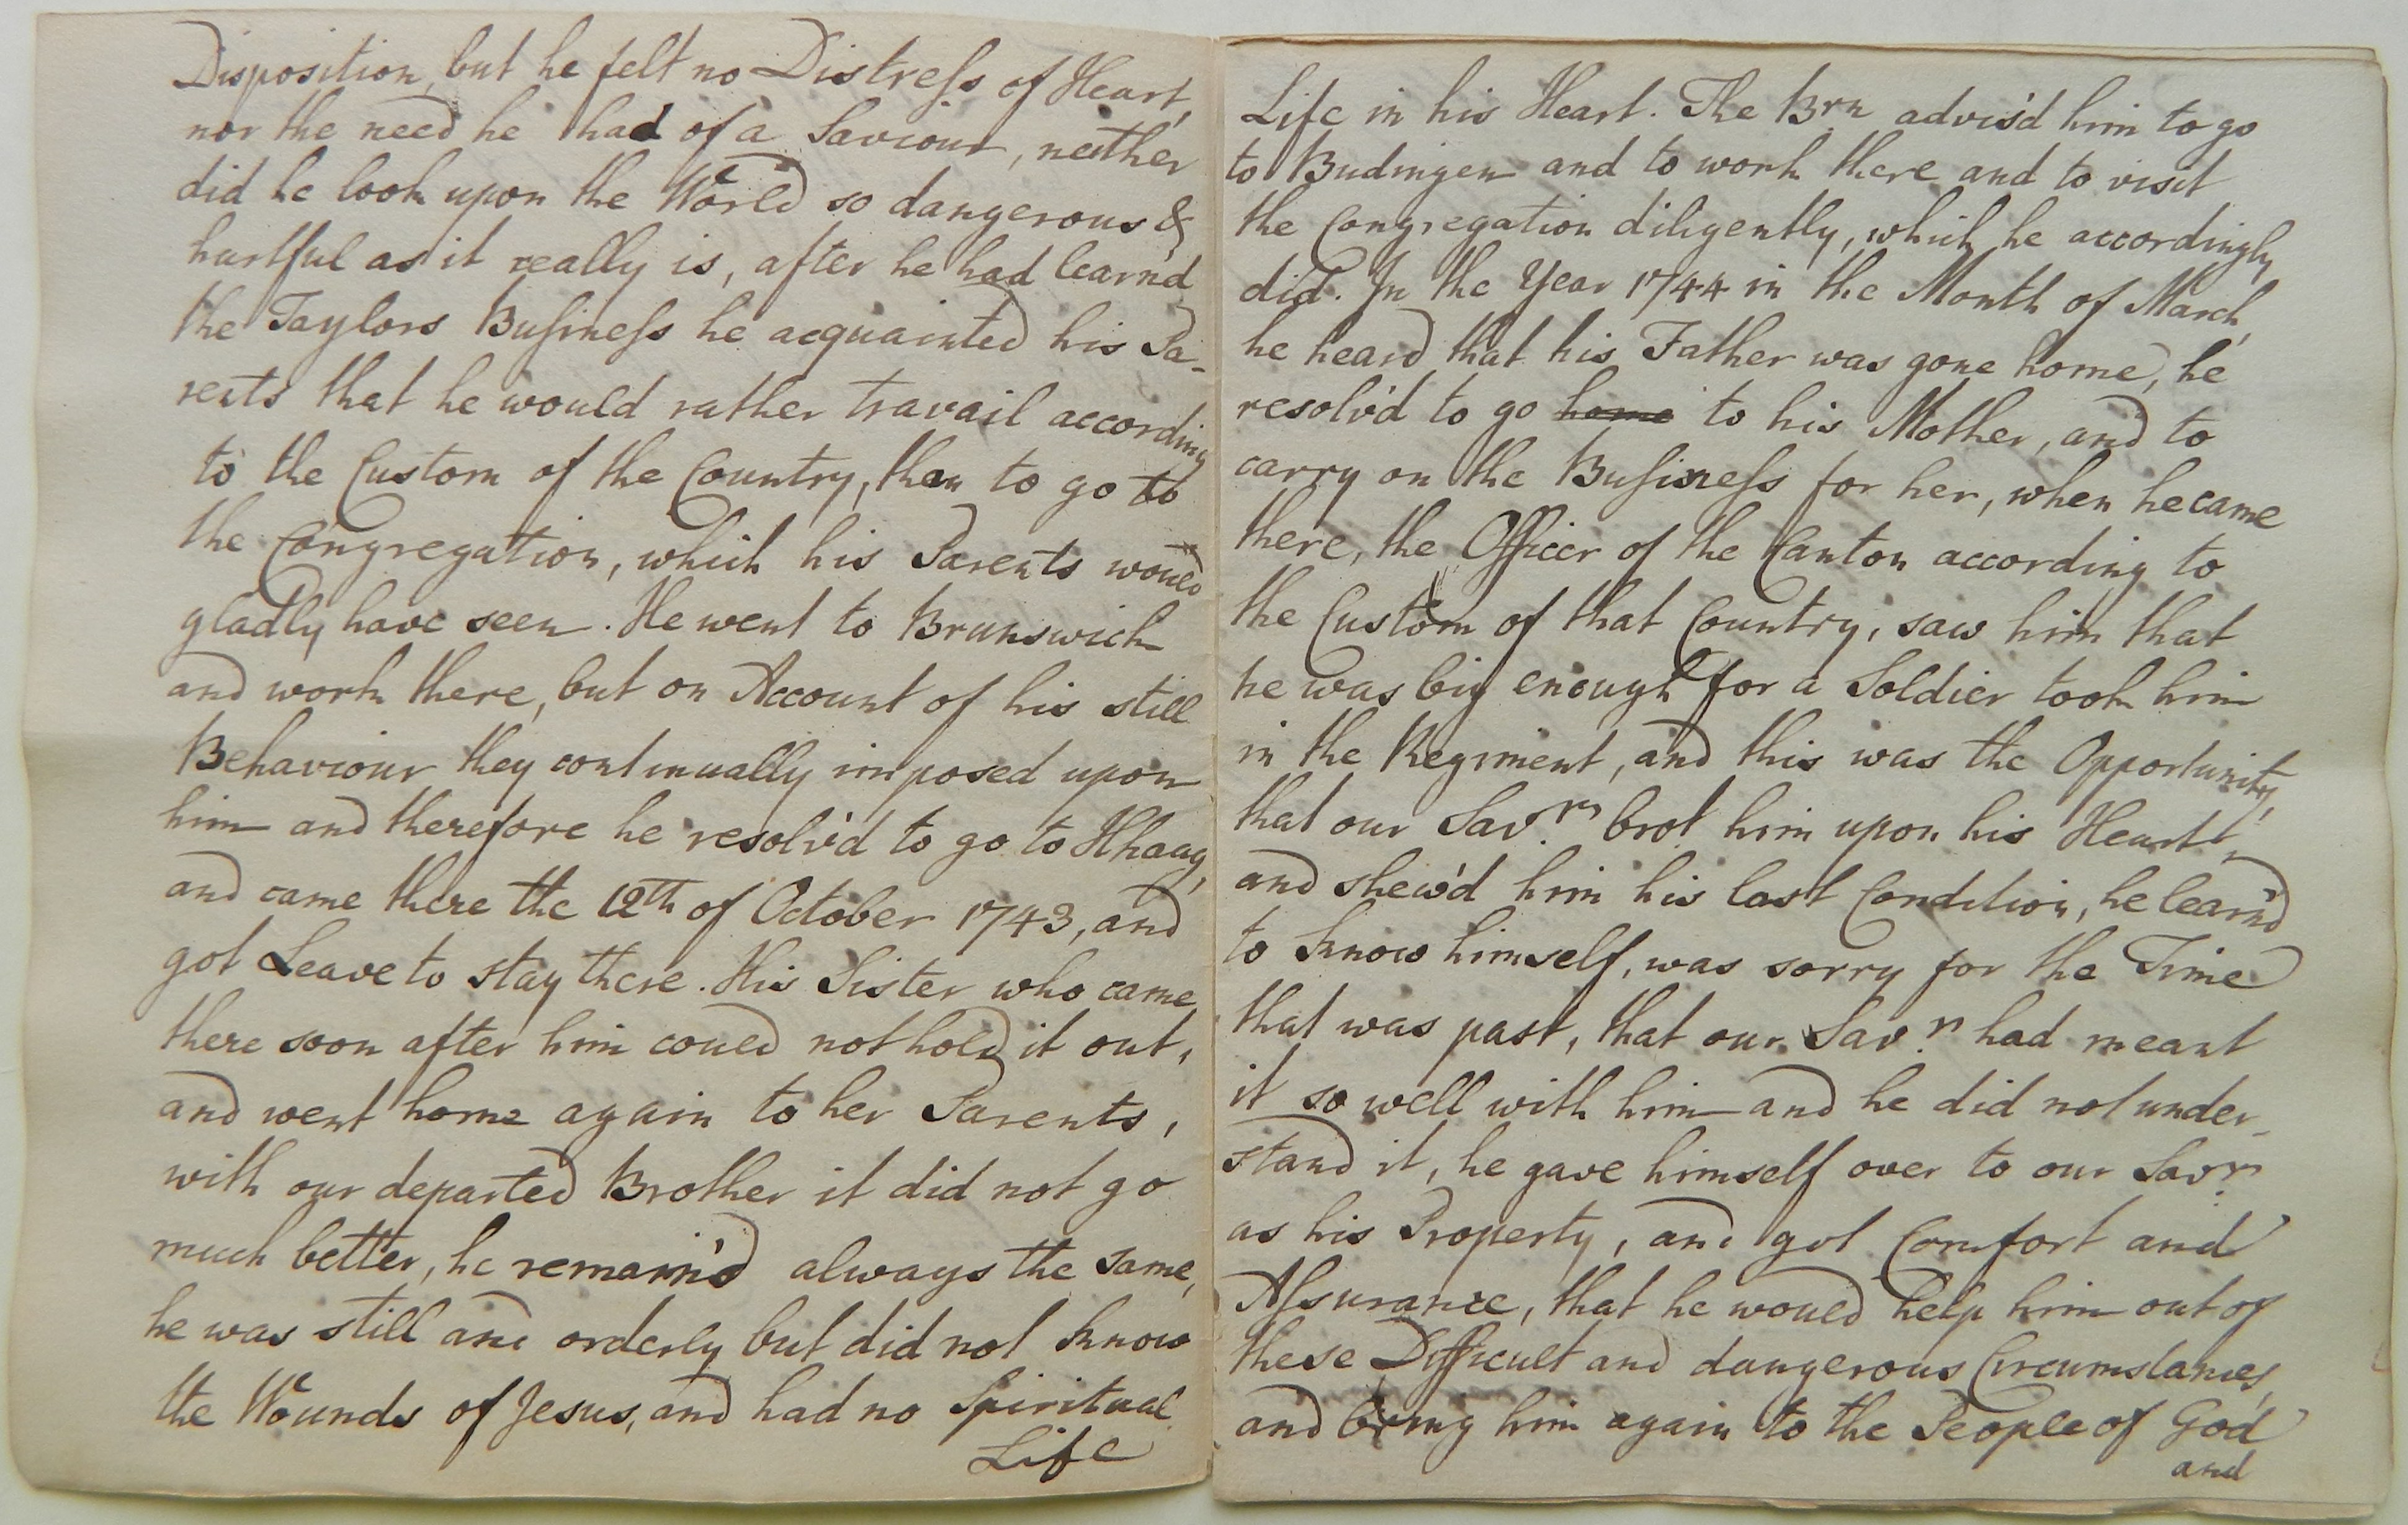 Disposition, but he felt no Distreſs of Heart,
nor the need he had of a Saviour, neither
did he look upon the World so dangerous &
hurtful as it really is, after he had learn'd
the Taylors Buſineſs he acquainted his Pa-
rents that he would rather travail according
to the Custom of the Country, than to go to
the Congregation, which his Parents would
gladly have seen. He went to Brunswick
and work there, but on Account of his still
Behaviour they continually imposed upon
him and therefore he resolv'd to go to Hhaag,
and came there the 12th of October 1743, and
got Leave to stay there. His Sister who came
there soon after him could not hold it out,
and went home again to her Parents,
with our departed Brother it did not go
much better, he remain'd always the same,
he was still and orderly but did not know
the Wounds of Jesus, and had no Spiritual
Life
Life in his Heart. The Brn advis'd him to go
to Budingen and to work there and to visit
the Congregation diligently, which he accordingly
did. In the Year 1744 in the Month of March,
he heard that his Father was gone home, he
resolv'd to go home to his Mother, and to
carry on the Buſineſs for her, when he came
there, the Officer of the Canton according to
the Custom of that Country, saw him that
he was big enough for a Soldier took him
in the Regiment, and this was the Opportunity,
that our Savr. brot him upon his Heart,
and shew'd him his lost Condition, he learn'd
to know himself, was sorry for the Time
that was past, that our Savr. had meant
it so well with him and he did not under-
stand it, he gave himself over to our Savr.
as his Property, and got Comfort and
Aſsurance, that he would help him out of
these Difficult and dangerous Circumstances,
and bring him again to the People of God
and